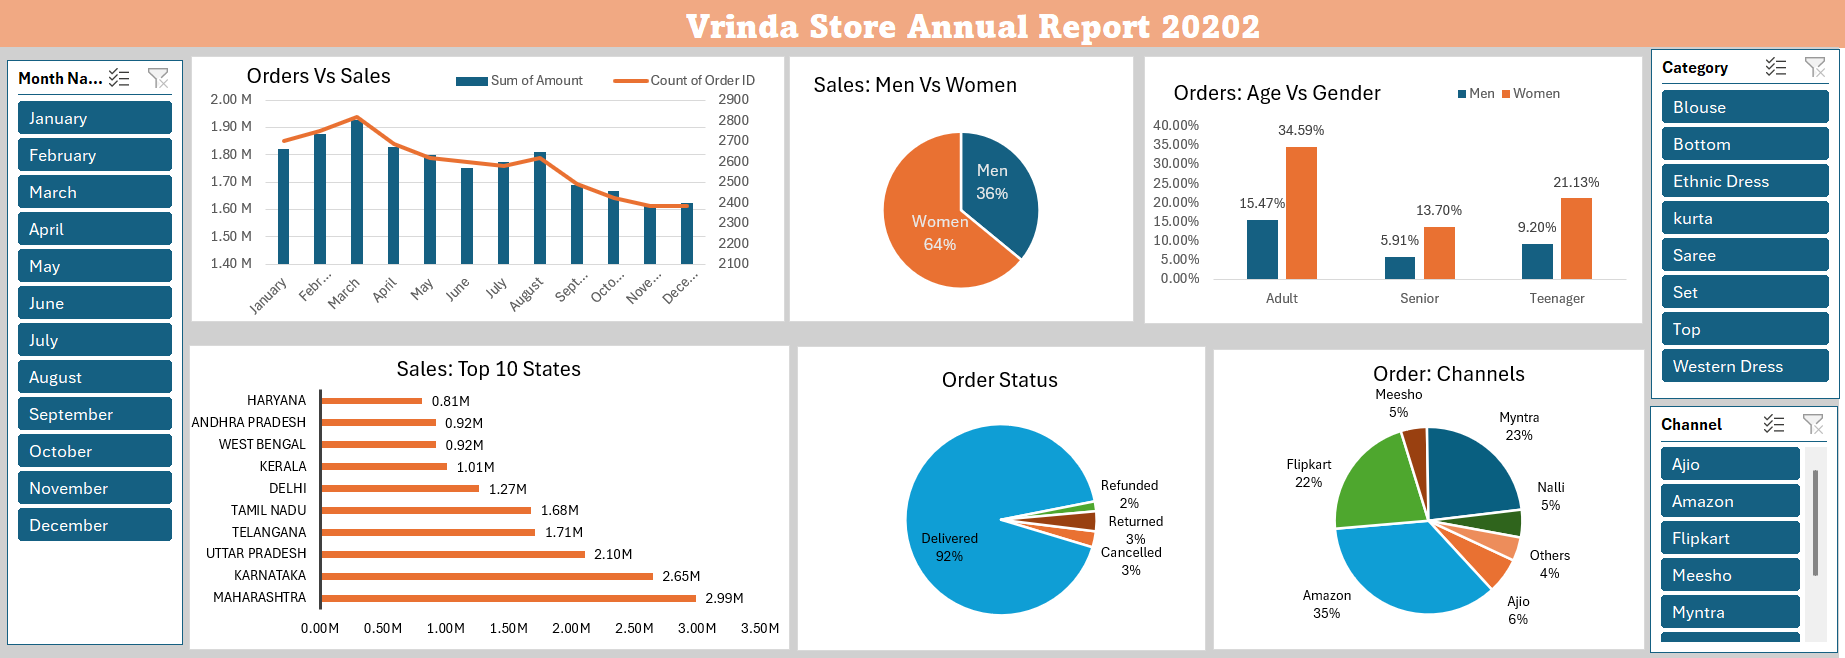 Vrinda Store Annual Report 20202
Month Na...
January
February
March
April
May
June
July
August
September
October
November
December
Orders Vs Sales
Sum of Amount
Count of Order ID
2.00 M
1.90 M
1.80 M
1.70 M
1.60 M
1.50 M
1.40 M
2900
2800
2700
2600
2500
2400
2300
2200
2100
January
Febr...
March
April
May
June
July
August
Sept...
Octo...
Nove...
Dece...
Sales: Men Vs Women
Men
36%
Women
64%
Orders: Age Vs Gender
Men
Women
40.00%
35.00%
30.00%
25.00%
20.00%
15.00%
10.00%
5.00%
0.00%
15.47%
34.59%
5.91%
13.70%
9.20%
21.13%
Adult
Senior
Teenager
Category
Blouse
Bottom
Ethnic Dress
kurta
Saree
Set
Top
Western Dress
Sales: Top 10 States
HARYANA 0.81M
ANDHRA PRADESH 0.92M
WEST BENGAL 0.92M
KERALA 1.01M
DELHI 1.27M
TAMIL NADU 1.68M
TELANGANA 1.71M
UTTAR PRADESH 2.10M
KARNATAKA 2.65M
MAHARASHTRA 2.99M
0.00M 0.50M 1.00M 1.50M 2.00M 2.50M 3.00M 3.50M
Order Status
Refunded
2%
Returned
3%
Cancelled
3%
Delivered
92%
Order: Channels
Meesho
5%
Myntra
23%
Flipkart
22%
Nalli
5%
Others
4%
Amazon
35%
Ajio
6%
Channel
Ajio
Amazon
Flipkart
Meesho
Myntra